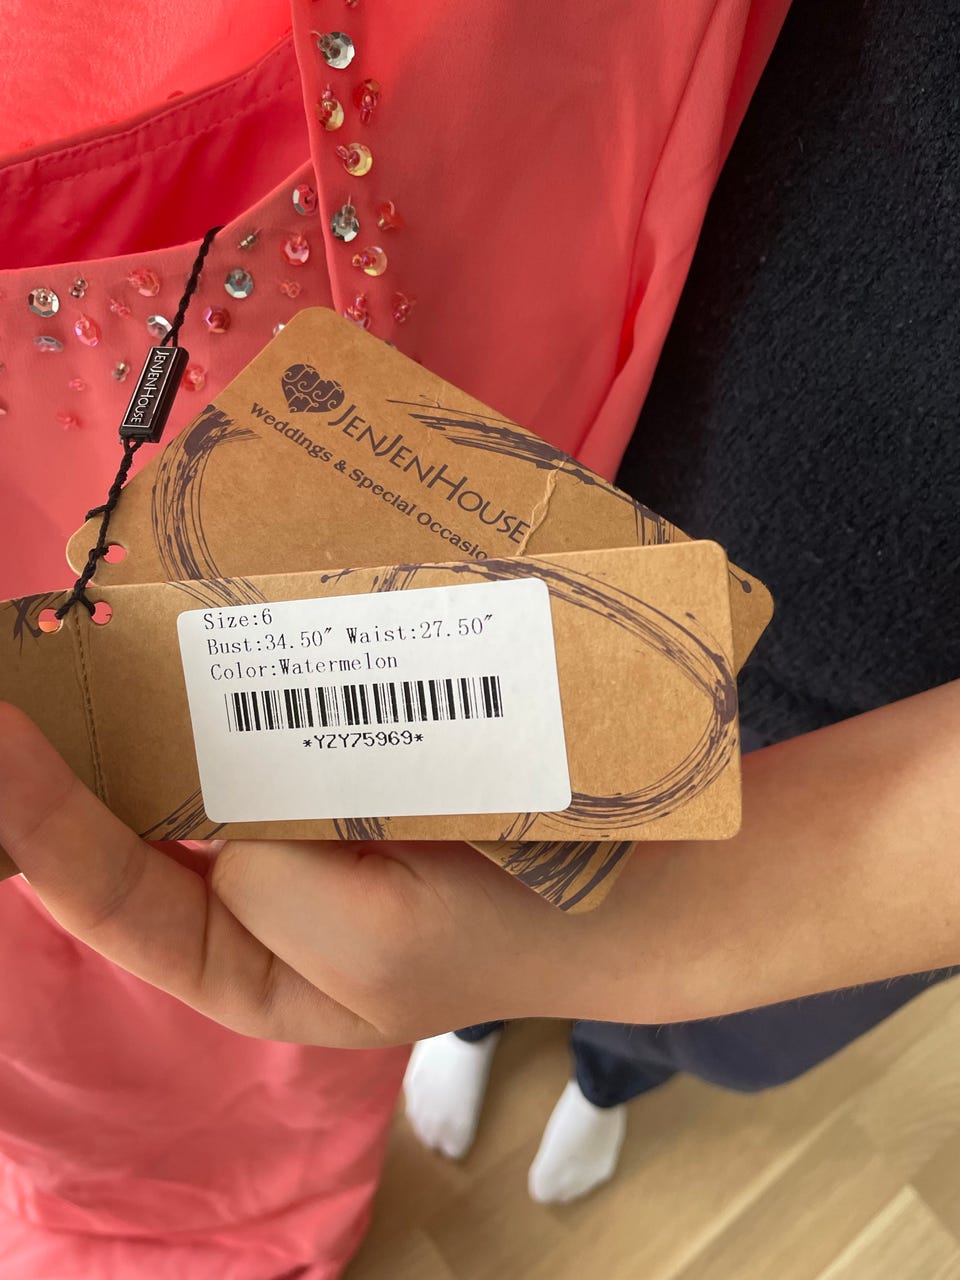 JENJENHOUSE
JENJENHOUSE
Weddings & Special Occasio
Size:6
Bust:34.50″ Waist:27.50″
Color:Watermelon
*YZY75969*